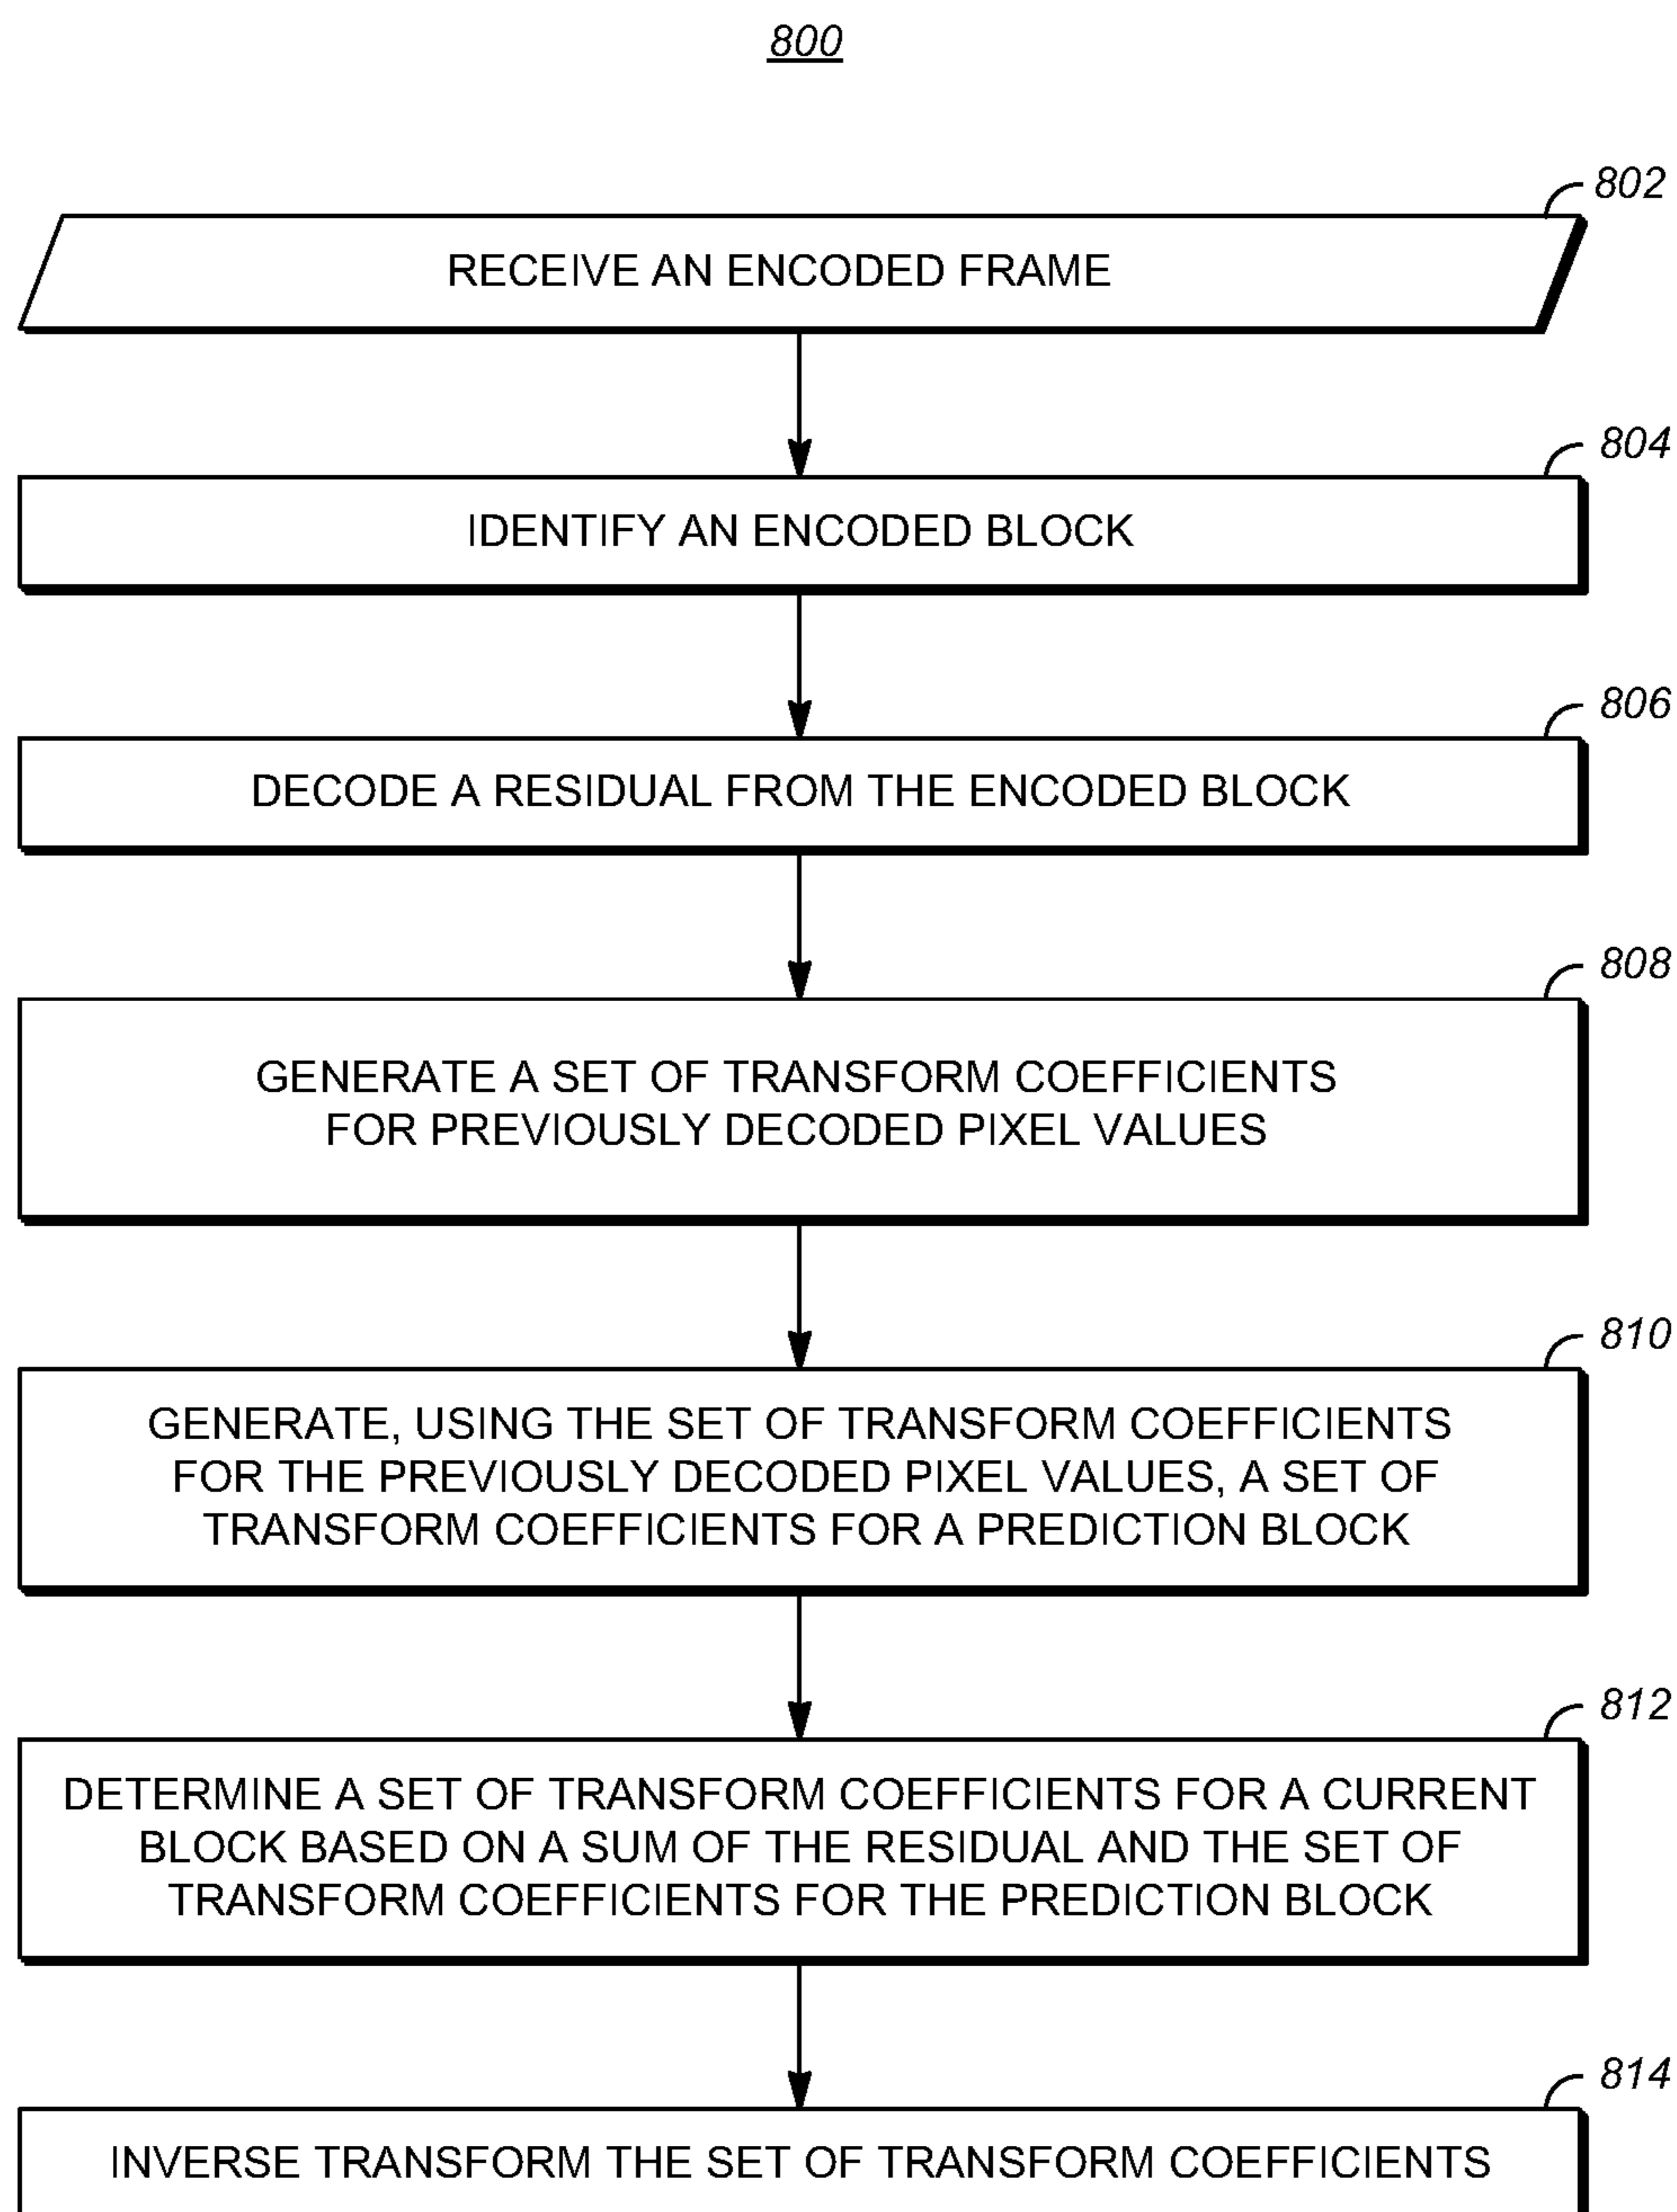 800
802
RECEIVE AN ENCODED FRAME
804
IDENTIFY AN ENCODED BLOCK
806
DECODE A RESIDUAL FROM THE ENCODED BLOCK
808
GENERATE A SET OF TRANSFORM COEFFICIENTS
FOR PREVIOUSLY DECODED PIXEL VALUES
810
GENERATE, USING THE SET OF TRANSFORM COEFFICIENTS
FOR THE PREVIOUSLY DECODED PIXEL VALUES, A SET OF
TRANSFORM COEFFICIENTS FOR A PREDICTION BLOCK
812
DETERMINE A SET OF TRANSFORM COEFFICIENTS FOR A CURRENT
BLOCK BASED ON A SUM OF THE RESIDUAL AND THE SET OF
TRANSFORM COEFFICIENTS FOR THE PREDICTION BLOCK
814
INVERSE TRANSFORM THE SET OF TRANSFORM COEFFICIENTS